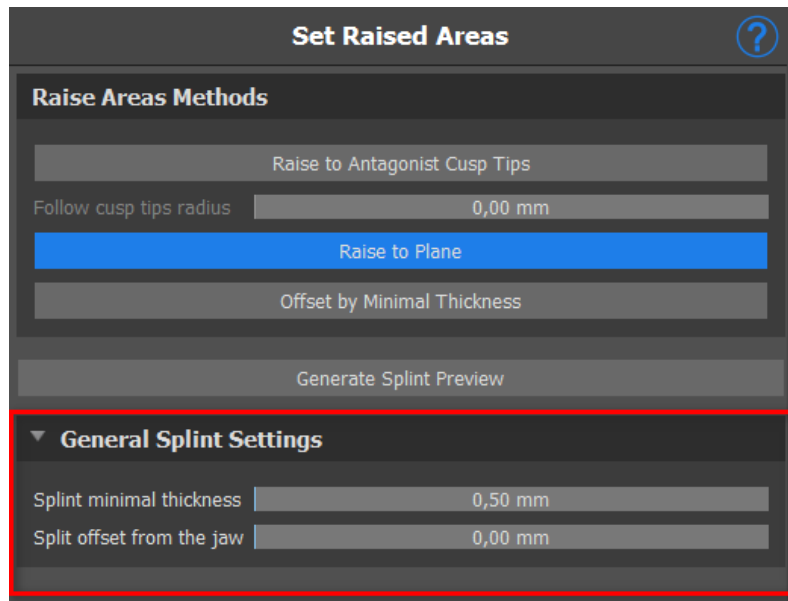 Set Raised Areas ?
Raise Areas Methods
Raise to Antagonist Cusp Tips
Follow cusp tips radius 0,00 mm
Raise to Plane
Offset by Minimal Thickness
Generate Splint Preview
General Splint Settings
Splint minimal thickness 0,50 mm
Split offset from the jaw 0,00 mm